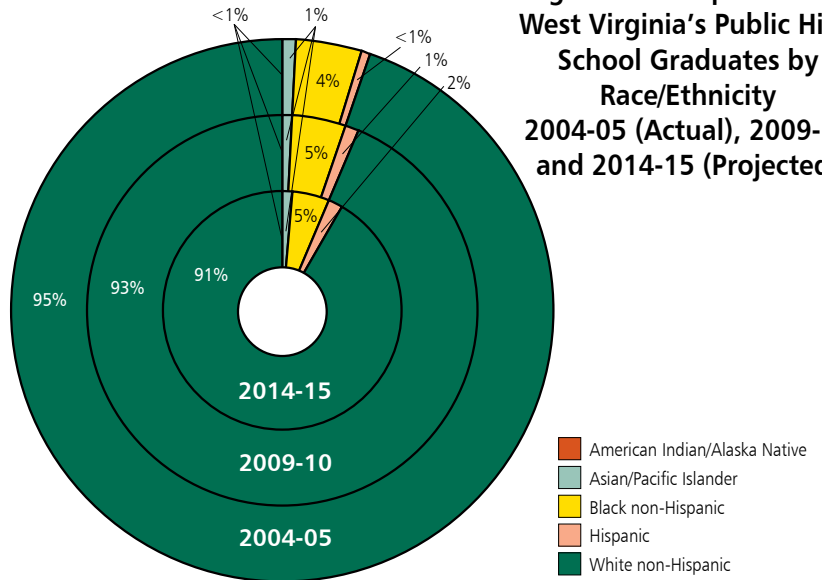 West Virginia's Public Hi
School Graduates by
Race/Ethnicity
2004-05 (Actual), 2009-
and 2014-15 (Projected
<1%
1%
<1%
1%
2%
4%
5%
5%
95%
93%
91%
2014-15
2009-10
2004-05
American Indian/Alaska Native
Asian/Pacific Islander
Black non-Hispanic
Hispanic
White non-Hispanic